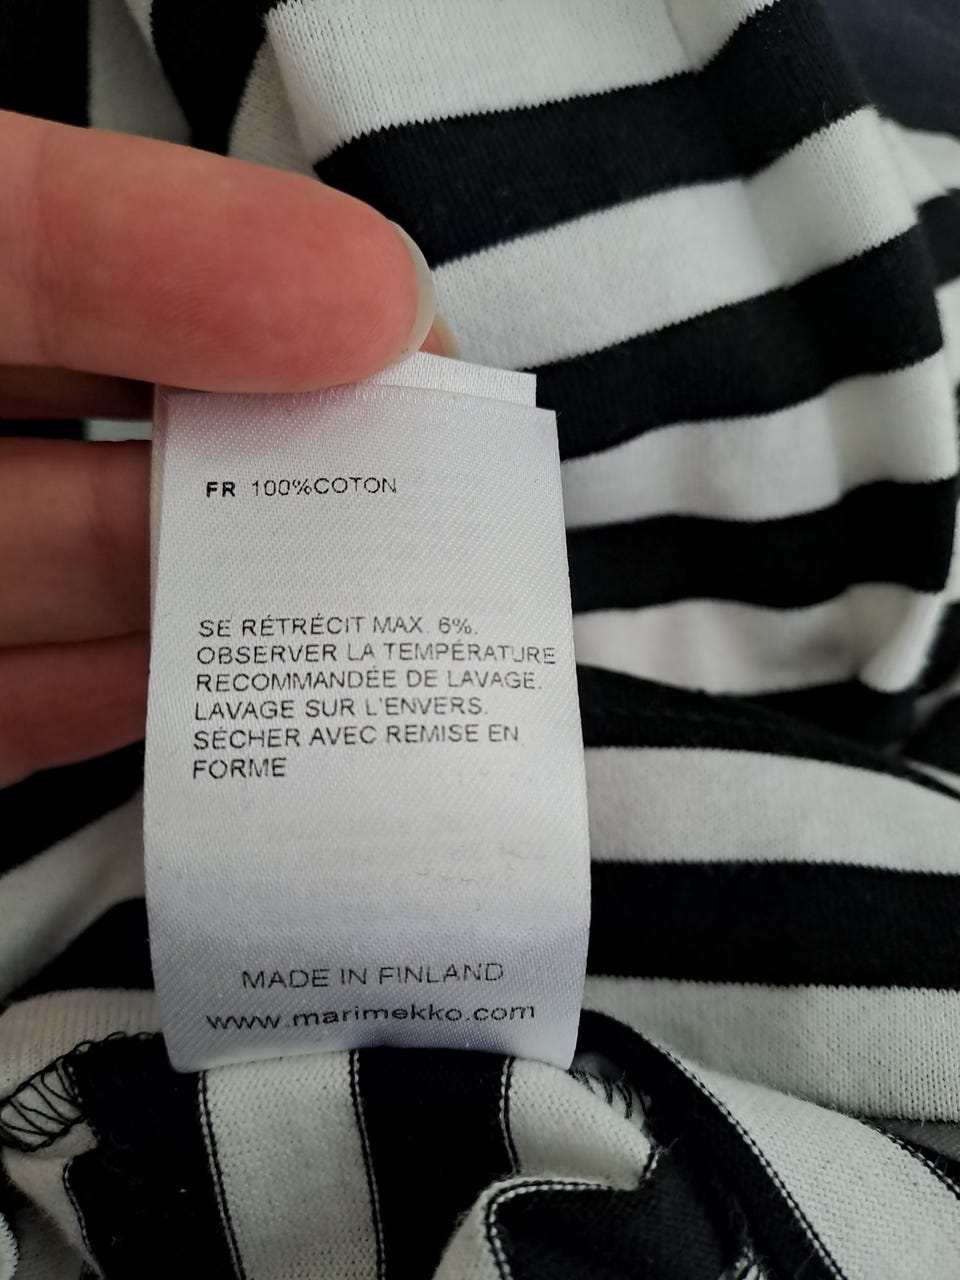 FR 100%COTON
SE RÉTRÉCIT MAX. 6%.
OBSERVER LA TEMPÉRATURE
RECOMMANDÉE DE LAVAGE.
LAVAGE SUR L'ENVERS.
SÉCHER AVEC REMISE EN
FORME
MADE IN FINLAND
www.marimekko.com